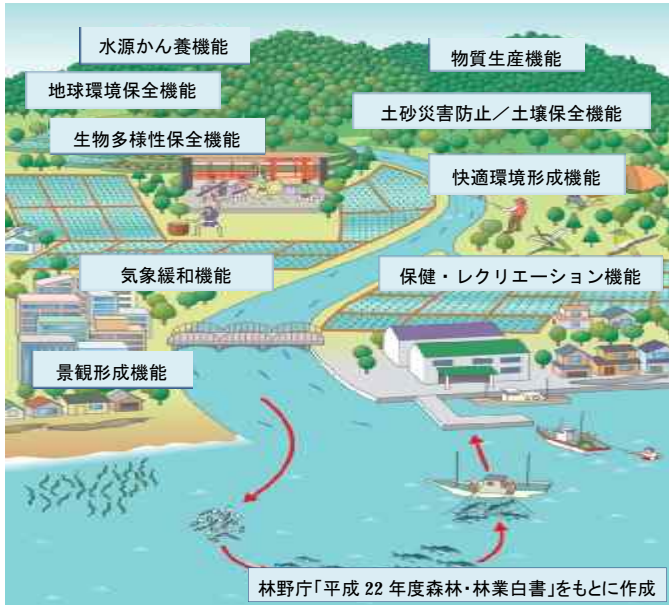 水源かん養機能
物質生産機能
地球環境保全機能
土砂災害防止／土壌保全機能
生物多様性保全機能
快適環境形成機能
気象緩和機能
保健・レクリエーション機能
景観形成機能
林野庁「平成 22 年度森林・林業白書」をもとに作成